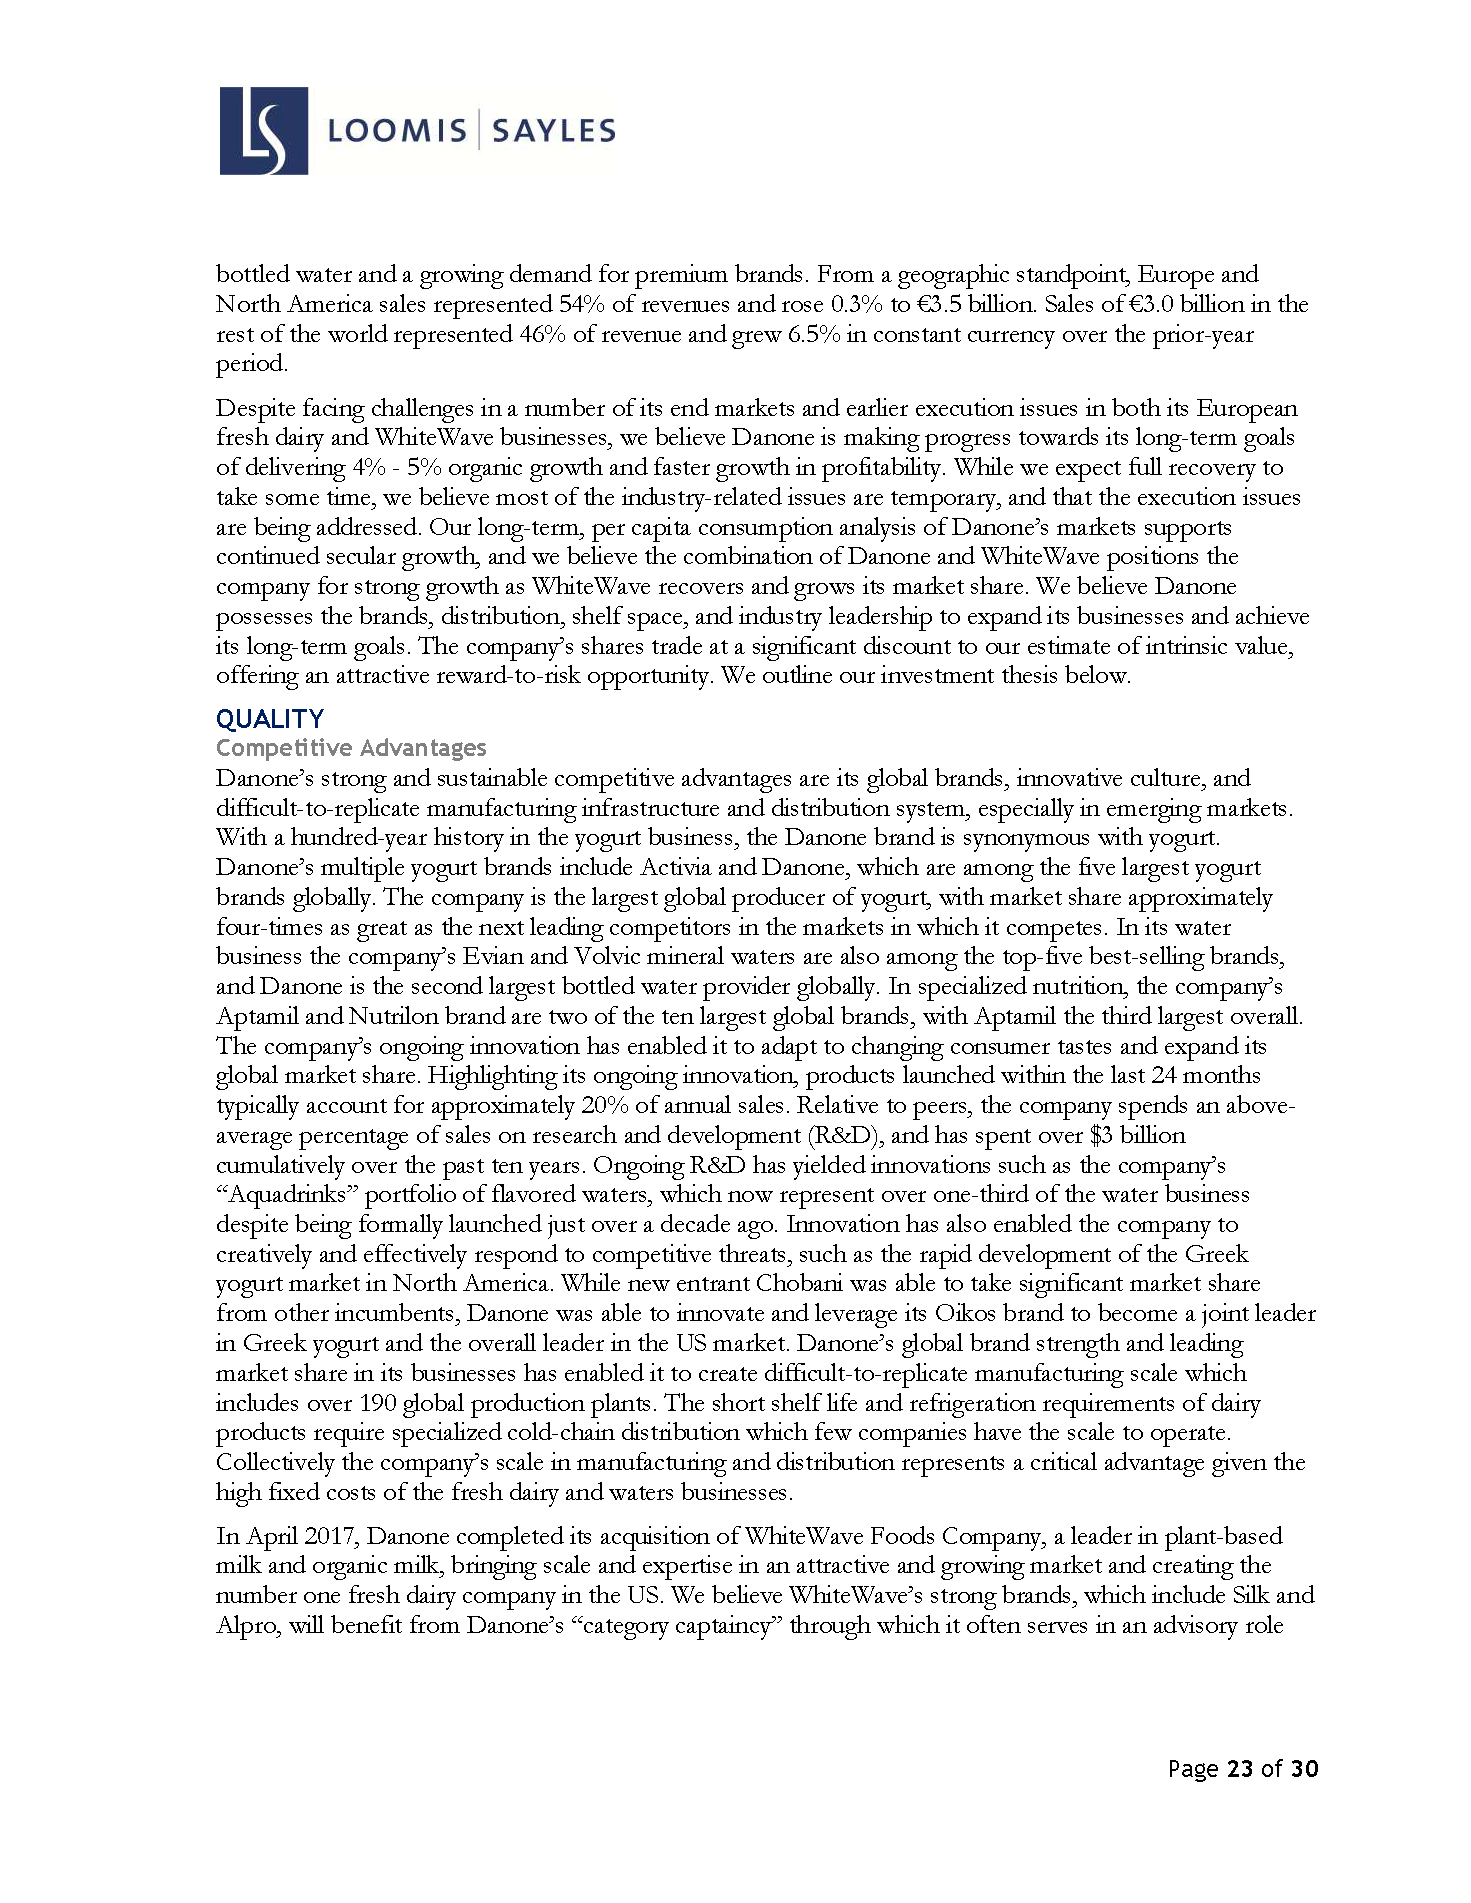 LS LOOMIS | SAYLES
bottled water and a growing demand for premium brands. From a geographic standpoint, Europe and
North America sales represented 54% of revenues and rose 0.3% to €3.5 billion. Sales of €3.0 billion in the
rest of the world represented 46% of revenue and grew 6.5% in constant currency over the prior-year
period.
Despite facing challenges in a number of its end markets and earlier execution issues in both its European
fresh dairy and WhiteWave businesses, we believe Danone is making progress towards its long-term goals
of delivering 4% - 5% organic growth and faster growth in profitability. While we expect full recovery to
take some time, we believe most of the industry-related issues are temporary, and that the execution issues
are being addressed. Our long-term, per capita consumption analysis of Danone’s markets supports
continued secular growth, and we believe the combination of Danone and WhiteWave positions the
company for strong growth as WhiteWave recovers and grows its market share. We believe Danone
possesses the brands, distribution, shelf space, and industry leadership to expand its businesses and achieve
its long-term goals. The company’s shares trade at a significant discount to our estimate of intrinsic value,
offering an attractive reward-to-risk opportunity. We outline our investment thesis below.
QUALITY
Competitive Advantages
Danone’s strong and sustainable competitive advantages are its global brands, innovative culture, and
difficult-to-replicate manufacturing infrastructure and distribution system, especially in emerging markets.
With a hundred-year history in the yogurt business, the Danone brand is synonymous with yogurt.
Danone’s multiple yogurt brands include Activia and Danone, which are among the five largest yogurt
brands globally. The company is the largest global producer of yogurt, with market share approximately
four-times as great as the next leading competitors in the markets in which it competes. In its water
business the company’s Evian and Volvic mineral waters are also among the top-five best-selling brands,
and Danone is the second largest bottled water provider globally. In specialized nutrition, the company’s
Aptamil and Nutrilon brand are two of the ten largest global brands, with Aptamil the third largest overall.
The company’s ongoing innovation has enabled it to adapt to changing consumer tastes and expand its
global market share. Highlighting its ongoing innovation, products launched within the last 24 months
typically account for approximately 20% of annual sales. Relative to peers, the company spends an above-
average percentage of sales on research and development (R&D), and has spent over $3 billion
cumulatively over the past ten years. Ongoing R&D has yielded innovations such as the company’s
“Aquadrinks” portfolio of flavored waters, which now represent over one-third of the water business
despite being formally launched just over a decade ago. Innovation has also enabled the company to
creatively and effectively respond to competitive threats, such as the rapid development of the Greek
yogurt market in North America. While new entrant Chobani was able to take significant market share
from other incumbents, Danone was able to innovate and leverage its Oikos brand to become a joint leader
in Greek yogurt and the overall leader in the US market. Danone’s global brand strength and leading
market share in its businesses has enabled it to create difficult-to-replicate manufacturing scale which
includes over 190 global production plants. The short shelf life and refrigeration requirements of dairy
products require specialized cold-chain distribution which few companies have the scale to operate.
Collectively the company’s scale in manufacturing and distribution represents a critical advantage given the
high fixed costs of the fresh dairy and waters businesses.
In April 2017, Danone completed its acquisition of WhiteWave Foods Company, a leader in plant-based
milk and organic milk, bringing scale and expertise in an attractive and growing market and creating the
number one fresh dairy company in the US. We believe WhiteWave’s strong brands, which include Silk and
Alpro, will benefit from Danone’s “category captaincy” through which it often serves in an advisory role
Page 23 of 30